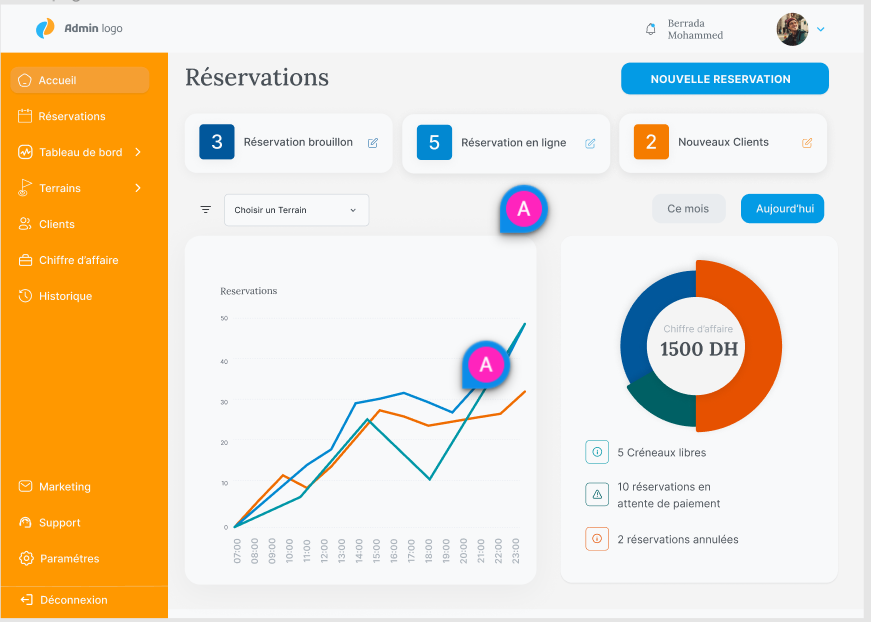 Admin logo
Berrada
Mohammed
Accueil
Réservations
Tableau de bord
Terrains
Clients
Chiffre d'affaire
Historique
Marketing
Support
Paramétres
Déconnexion
Réservations
NOUVELLE RESERVATION
3 Réservation brouillon
5 Réservation en ligne
2 Nouveaux Clients
Choisir un Terrain
A
Ce mois
Aujourd'hui
Reservations
50
40
30
20
10
0
A
07:00 08:00 09:00 10:00 11:00 12:00 13:00 14:00 15:00 16:00 17:00 18:00 19:00 20:00 21:00 22:00 23:00
Chiffre d'affaire
1500 DH
5 Créneaux libres
10 réservations en
attente de paiement
2 réservations annulées